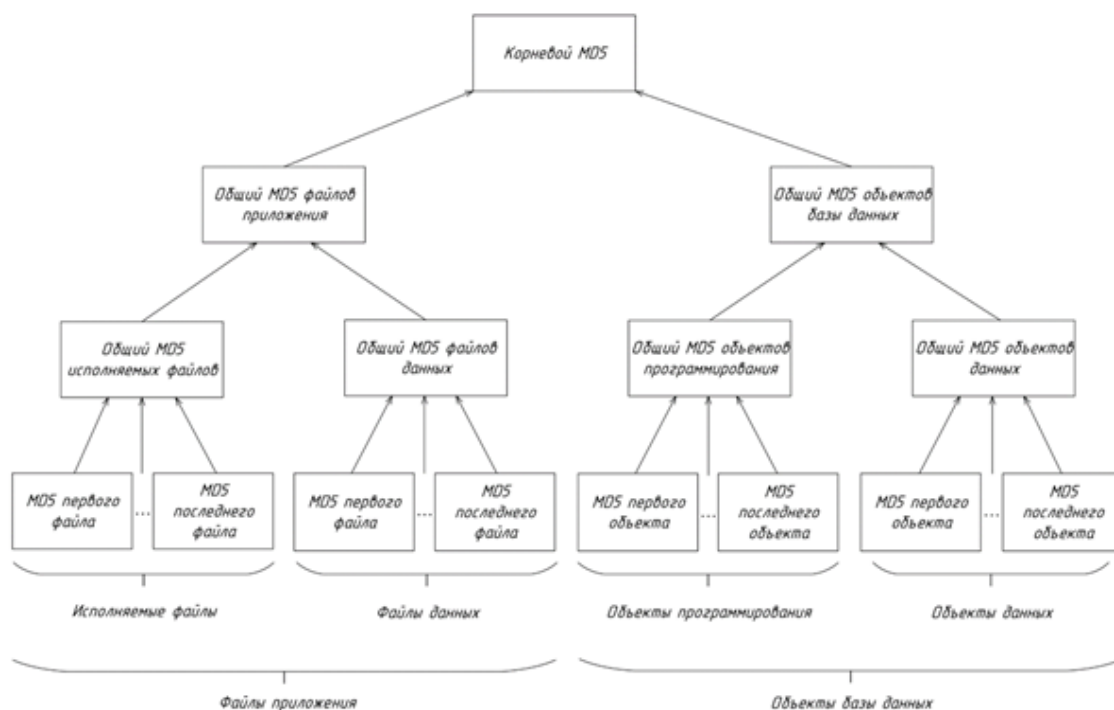 Корневой MD5
Общий MD5 файлов
приложения
Общий MD5 объектов
базы данных
Общий MD5
исполняемых файлов
Общий MD5 файлов
данных
Общий MD5 объектов
программирования
Общий MD5 объектов
данных
MD5 первого
файла
...
MD5
последнего
файла
MD5 первого
файла
...
MD5
последнего
файла
MD5 первого
объекта
...
MD5
последнего
объекта
MD5 первого
объекта
...
MD5
последнего
объекта
Исполняемые файлы
Файлы данных
Объекты программирования
Объекты данных
Файлы приложения
Объекты базы данных